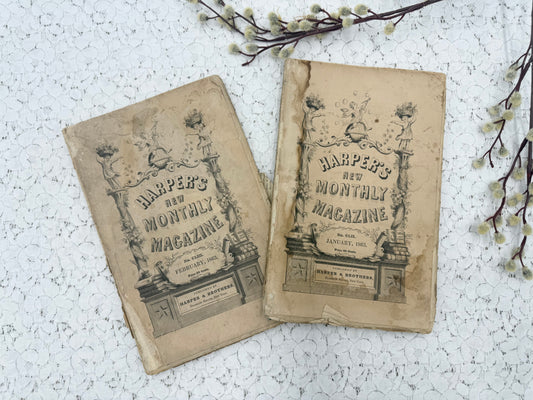 HARPER'S
NEW
MONTHLY
MAGAZINE.
FEBRUARY, 1863.
HARPER & BROTHERS,
HARPER'S
NEW
MONTHLY
MAGAZINE.
JANUARY, 1863.
HARPER & BROTHERS,